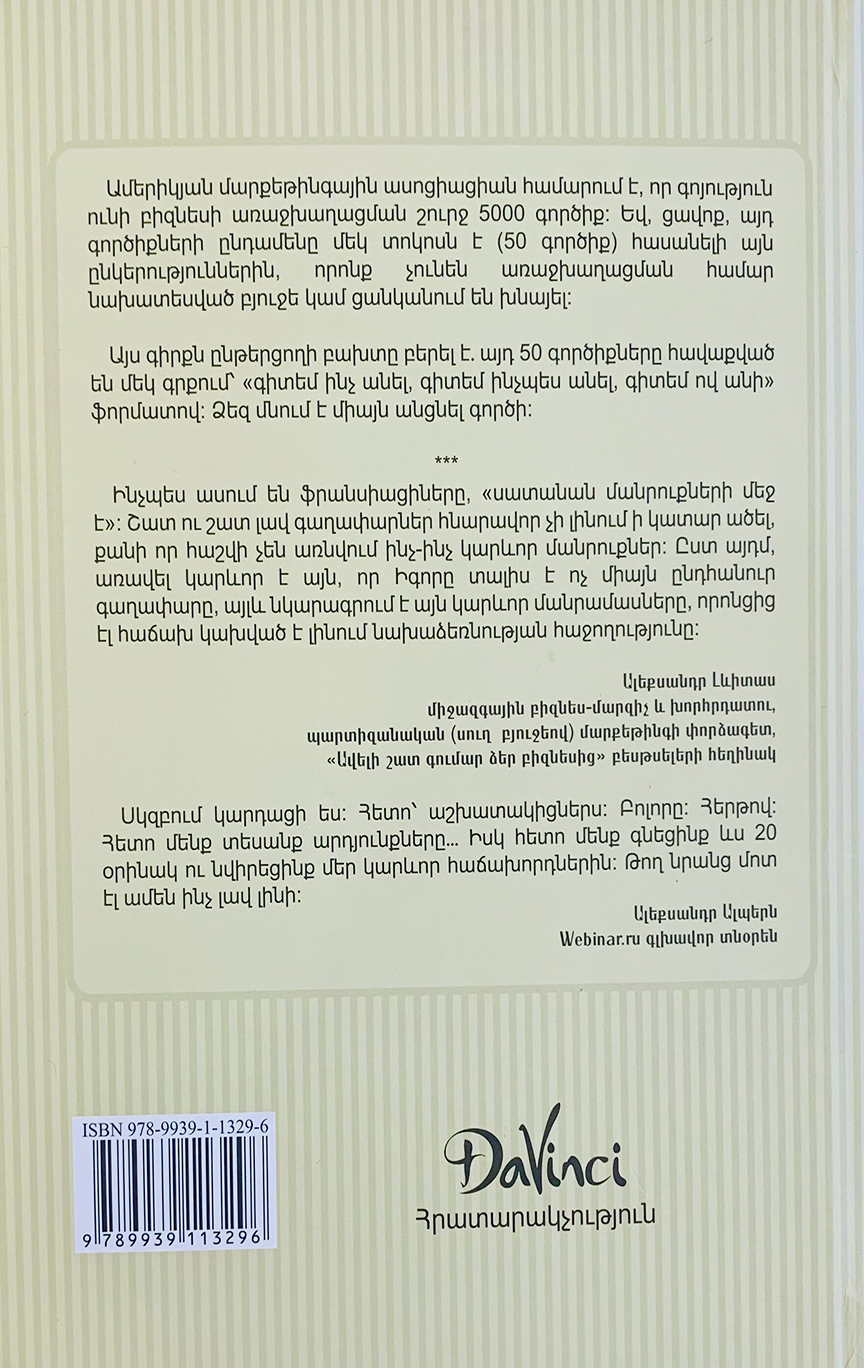 Ամերիկյան մարքեթինգային ասոցիացիան համարում է, որ գոյություն
ունի բիզնեսի առաջխաղացման շուրջ 5000 գործիք: Եվ, ցավոք, այդ
գործիքների ընդամենը մեկ տոկոսն է (50 գործիք) հասանելի այն
ընկերություններին, որոնք չունեն առաջխաղացման համար
նախատեսված բյուջե կամ ցանկանում են խնայել:
Այս գիրքն ընթերցողի բախտը բերել է. այդ 50 գործիքները հավաքված
են մեկ գրքում՝ «գիտեմ ինչ անել, գիտեմ ինչպես անել, գիտեմ ով անի»
ֆորմատով: Ձեզ մնում է միայն անցնել գործի:
***
Ինչպես ասում են ֆրանսիացիները, «սատանան մանրուքների մեջ
է»: Շատ ու շատ լավ գաղափարներ հնարավոր չի լինում ի կատար ածել,
քանի որ հաշվի չեն առնվում ինչ-ինչ կարևոր մանրուքներ: Ըստ այդմ,
առավել կարևոր է այն, որ Իգորը տալիս է ոչ միայն ընդհանուր
գաղափարը, այլև նկարագրում է այն կարևոր մանրամասները, որոնցից
էլ հաճախ կախված է լինում նախաձեռնության հաջողությունը:
Ալեքսանդր Լևիտաս
միջազգային բիզնես-մարզիչ և խորհրդատու,
պարտիզանական (սուղ բյուջեով) մարքեթինգի փորձագետ,
«Ավելի շատ գումար ձեր բիզնեսից» բեսթսելերի հեղինակ
Սկզբում կարդացի ես: Հետո՝ աշխատակիցներս: Բոլորը: Հերթով:
Հետո մենք տեսանք արդյունքները... Իսկ հետո մենք գնեցինք ևս 20
օրինակ ու նվիրեցինք մեր կարևոր հաճախորդներին: Թող նրանց մոտ
էլ ամեն ինչ լավ լինի:
Ալեքսանդր Ալպերն
Webinar.ru գլխավոր տնօրեն
ISBN 978-9939-1-1329-6
9 789939 113296
DaVinci
Հրատարակչություն